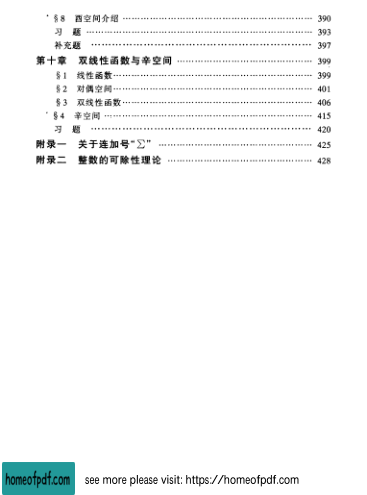 * §8 酉空间介绍 …………………………………………… 390
习 题 …………………………………………………… 393
补充题 …………………………………………………… 397
第十章 双线性函数与辛空间 ……………………………… 399
§1 线性函数 ……………………………………………… 399
§2 对偶空间 ……………………………………………… 401
§3 双线性函数 …………………………………………… 406
* §4 辛空间 ……………………………………………… 415
习 题 …………………………………………………… 420
附录一 关于连加号“∑” ………………………………… 425
附录二 整数的可除性理论 ……………………………… 428
homeofpdf.com see more please visit: https://homeofpdf.com